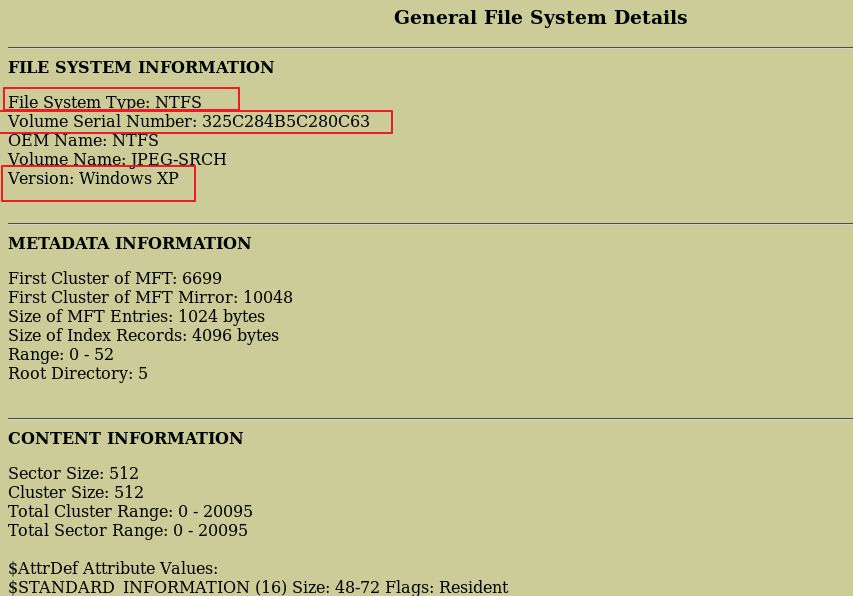 General File System Details
FILE SYSTEM INFORMATION
File System Type: NTFS
Volume Serial Number: 325C284B5C280C63
OEM Name: NTFS
Volume Name: JPEG-SRCH
Version: Windows XP
METADATA INFORMATION
First Cluster of MFT: 6699
First Cluster of MFT Mirror: 10048
Size of MFT Entries: 1024 bytes
Size of Index Records: 4096 bytes
Range: 0 - 52
Root Directory: 5
CONTENT INFORMATION
Sector Size: 512
Cluster Size: 512
Total Cluster Range: 0 - 20095
Total Sector Range: 0 - 20095
$AttrDef Attribute Values:
$STANDARD_INFORMATION (16) Size: 48-72 Flags: Resident